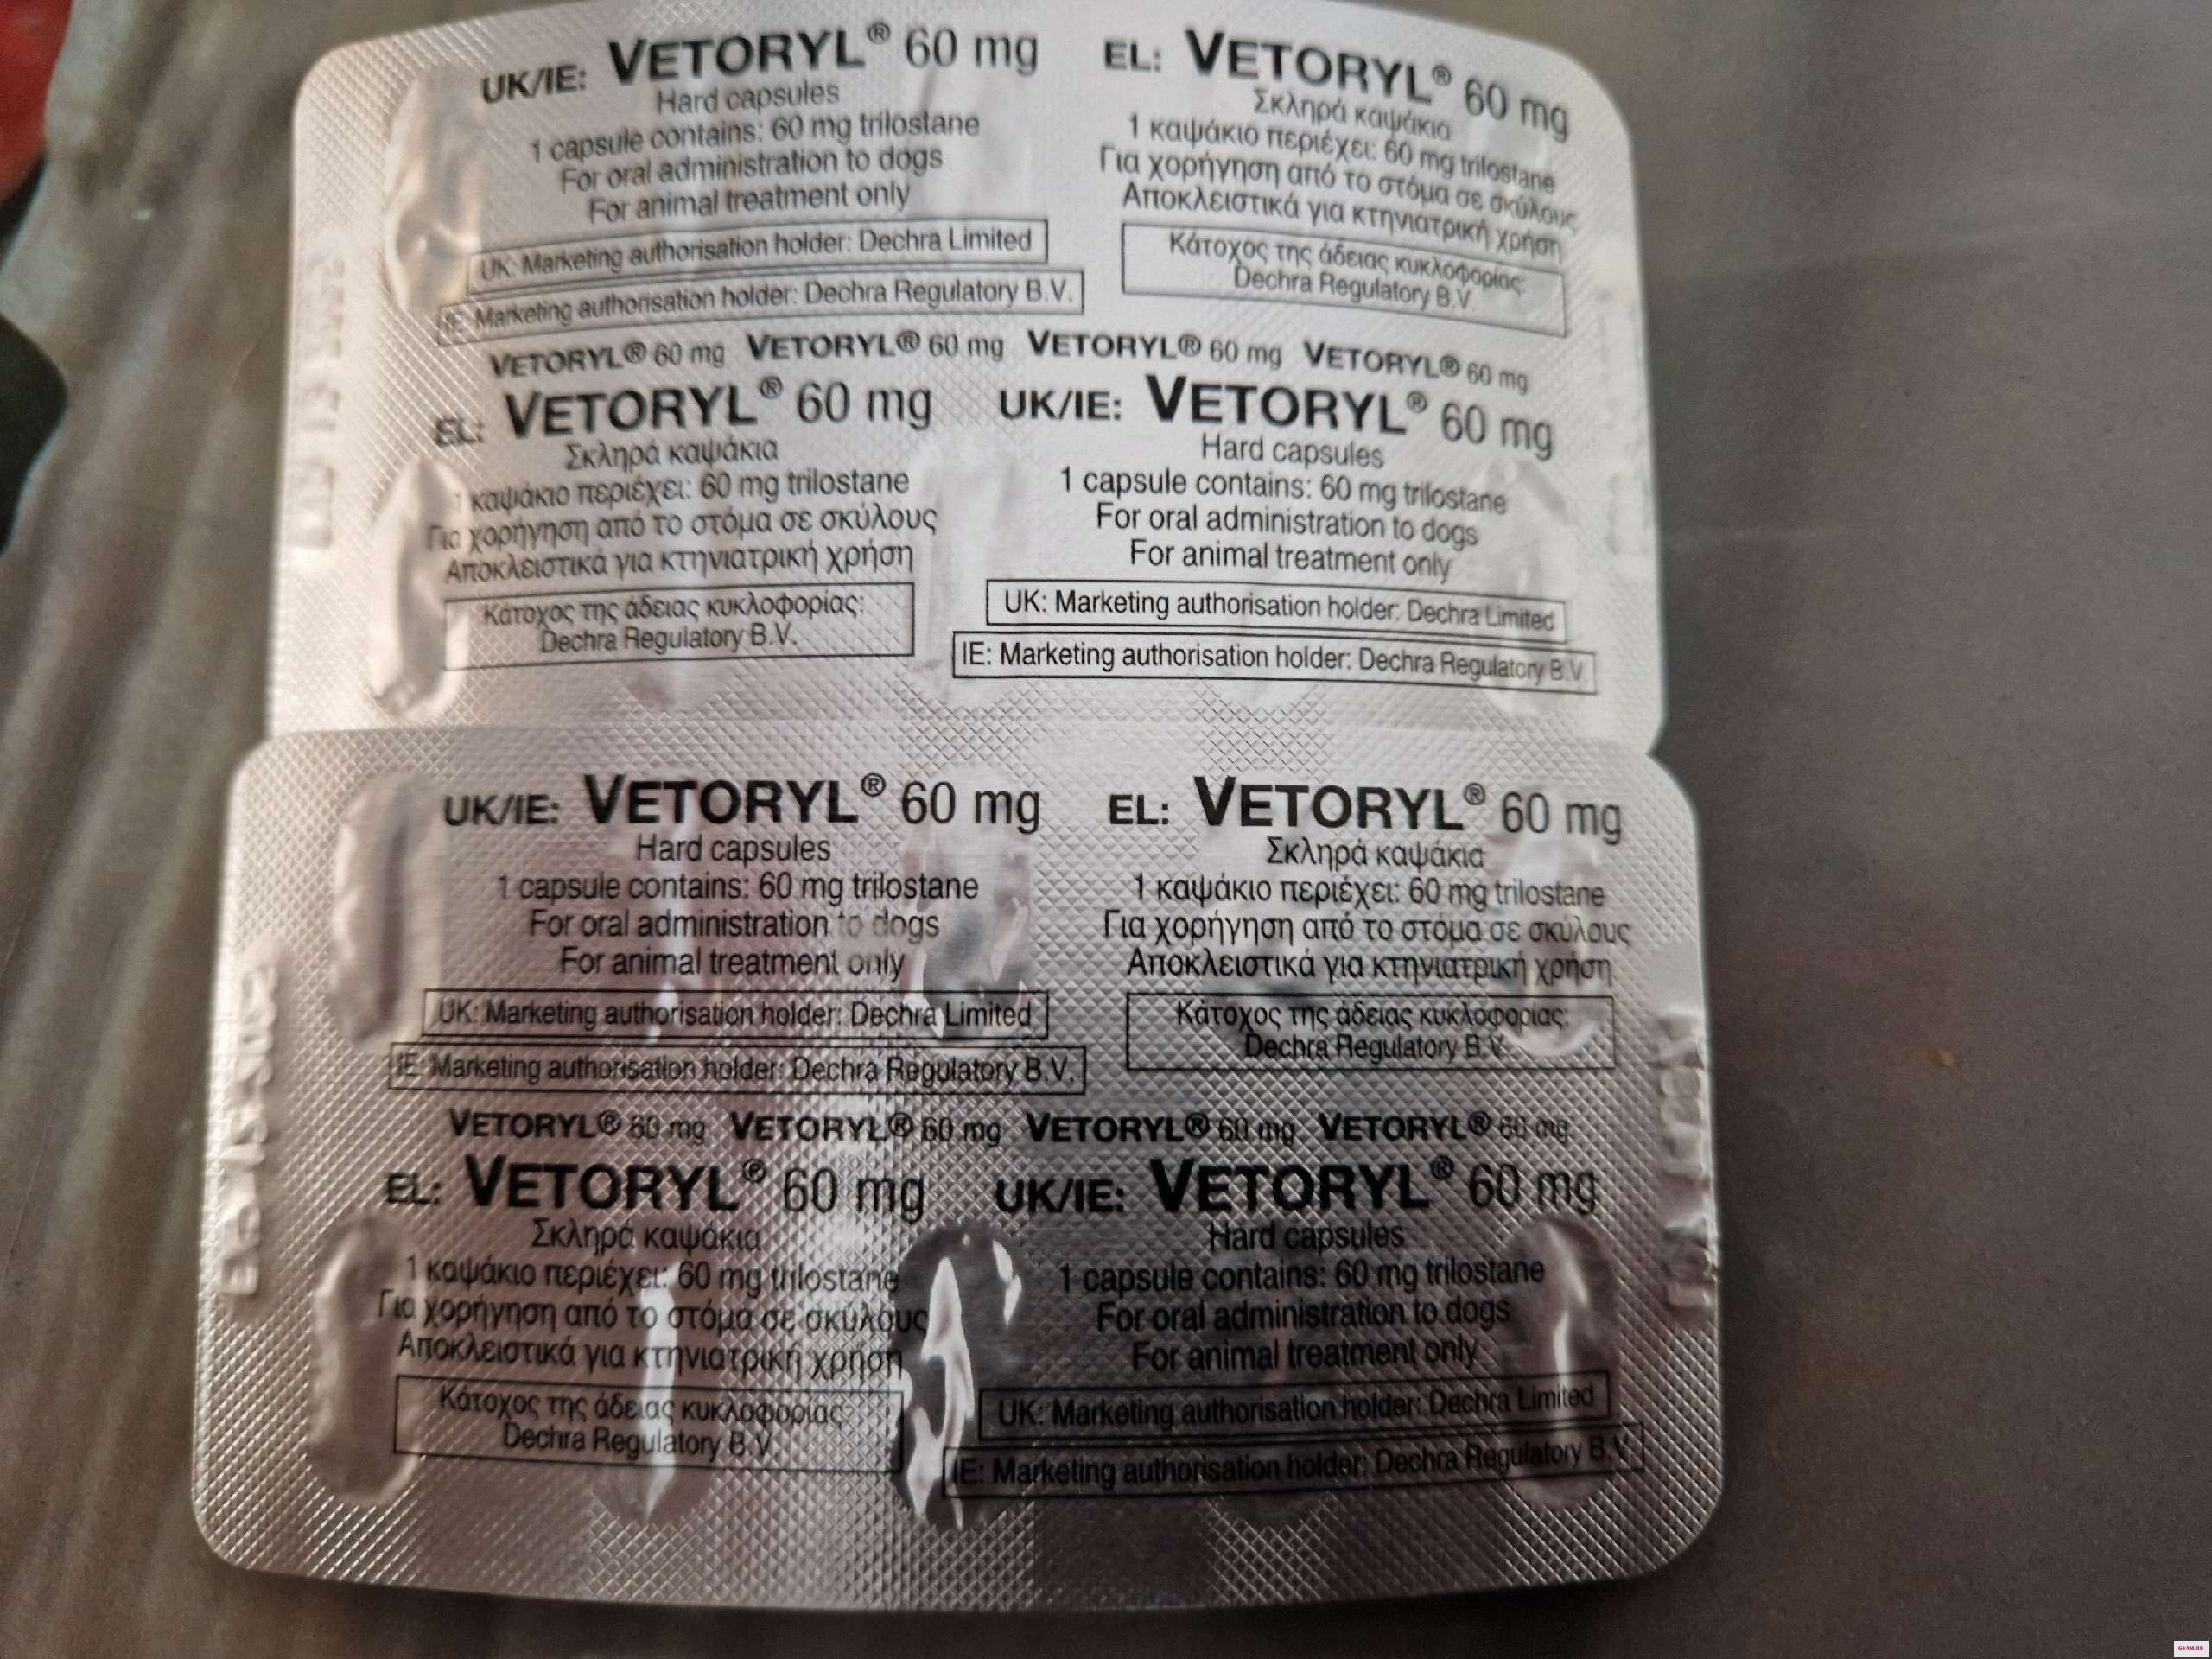 UK/IE: VETORYL® 60 mg
Hard capsules
1 capsule contains: 60 mg trilostane
For oral administration to dogs
For animal treatment only
UK: Marketing authorisation holder: Dechra Limited
IE: Marketing authorisation holder: Dechra Regulatory B.V.
EL: VETORYL® 60 mg
Σκληρά καψάκια
1 καψάκιο περιέχει: 60 mg trilostane
Για χορήγηση από το στόμα σε σκύλους
Αποκλειστικά για κτηνιατρική χρήση
Κάτοχος της άδειας κυκλοφορίας:
Dechra Regulatory B.V.
VETORYL® 60 mg VETORYL® 60 mg VETORYL® 60 mg VETORYL® 60 mg
EL: VETORYL® 60 mg
Σκληρά καψάκια
1 καψάκιο περιέχει: 60 mg trilostane
Για χορήγηση από το στόμα σε σκύλους
Αποκλειστικά για κτηνιατρική χρήση
Κάτοχος της άδειας κυκλοφορίας:
Dechra Regulatory B.V.
UK/IE: VETORYL® 60 mg
Hard capsules
1 capsule contains: 60 mg trilostane
For oral administration to dogs
For animal treatment only
UK: Marketing authorisation holder: Dechra Limited
IE: Marketing authorisation holder: Dechra Regulatory B.V.
UK/IE: VETORYL® 60 mg
Hard capsules
1 capsule contains: 60 mg trilostane
For oral administration to dogs
For animal treatment only
UK: Marketing authorisation holder: Dechra Limited
IE: Marketing authorisation holder: Dechra Regulatory B.V.
EL: VETORYL® 60 mg
Σκληρά καψάκια
1 καψάκιο περιέχει: 60 mg trilostane
Για χορήγηση από το στόμα σε σκύλους
Αποκλειστικά για κτηνιατρική χρήση
Κάτοχος της άδειας κυκλοφορίας:
Dechra Regulatory B.V.
VETORYL® 60 mg VETORYL® 60 mg VETORYL® 60 mg VETORYL® 60 mg
EL: VETORYL® 60 mg
Σκληρά καψάκια
1 καψάκιο περιέχει: 60 mg trilostane
Για χορήγηση από το στόμα σε σκύλους
Αποκλειστικά για κτηνιατρική χρήση
Κάτοχος της άδειας κυκλοφορίας:
Dechra Regulatory B.V.
UK/IE: VETORYL® 60 mg
Hard capsules
1 capsule contains: 60 mg trilostane
For oral administration to dogs
For animal treatment only
UK: Marketing authorisation holder: Dechra Limited
IE: Marketing authorisation holder: Dechra Regulatory B.V.